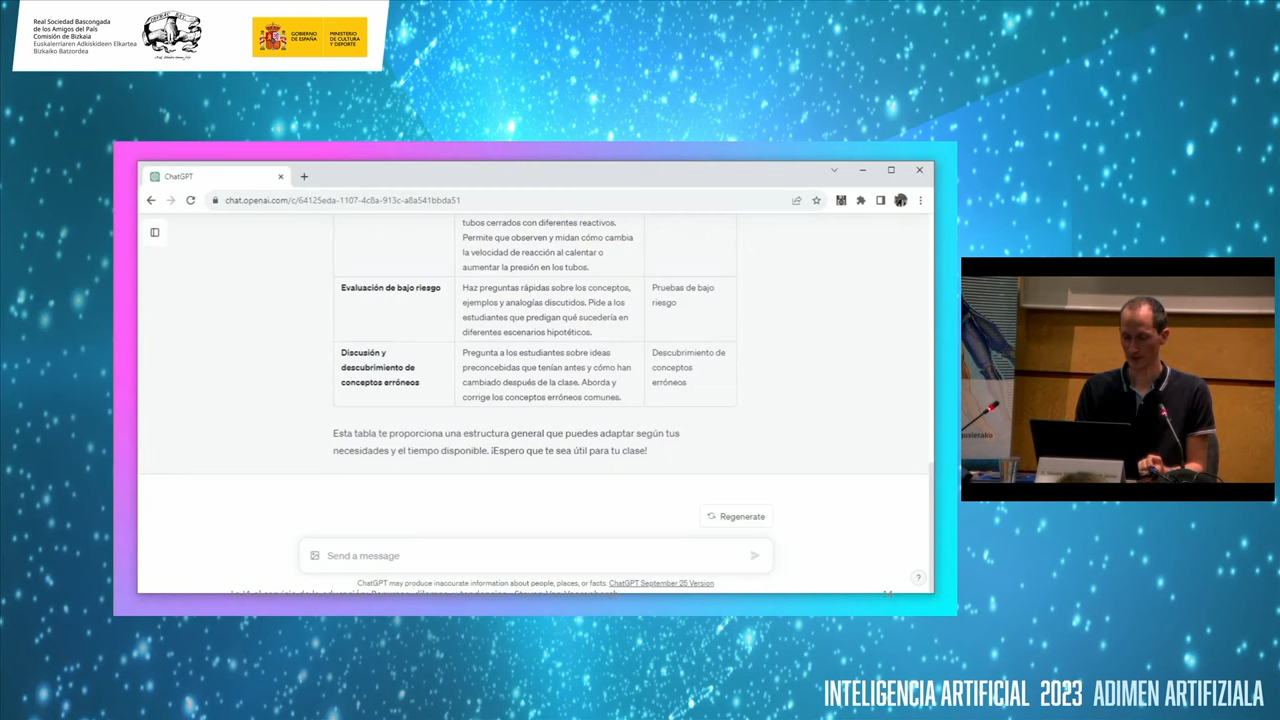 Real Sociedad Bascongada
de los Amigos del País
Comisión de Bizkaia
Euskalerriaren Adkiskideen Elkartea
Bizkaiko Batzordea
GOBIERNO
DE ESPAÑA
MINISTERIO
DE CULTURA
Y DEPORTE
ChatGPT
chat.openai.com/c/64125eda-1107-4c8a-913c-a8a541bbda51
tubos cerrados con diferentes reactivos.
Permite que observen y midan cómo cambia
la velocidad de reacción al calentar o
aumentar la presión en los tubos.
Evaluación de bajo riesgo
Haz preguntas rápidas sobre los conceptos,
ejemplos y analogías discutidos. Pide a los
estudiantes que predigan qué sucedería en
diferentes escenarios hipotéticos.
Pruebas de bajo
riesgo
Discusión y
descubrimiento de
conceptos erróneos
Pregunta a los estudiantes sobre ideas
preconcebidas que tenían antes y cómo han
cambiado después de la clase. Aborda y
corrige los conceptos erróneos comunes.
Descubrimiento de
conceptos
erróneos
Esta tabla te proporciona una estructura general que puedes adaptar según tus
necesidades y el tiempo disponible. ¡Espero que te sea útil para tu clase!
Regenerate
Send a message
ChatGPT may produce inaccurate information about people, places, or facts. ChatGPT September 25 Version
?
INTELIGENCIA ARTIFICIAL 2023 ADIMEN ARTIFIZIALA